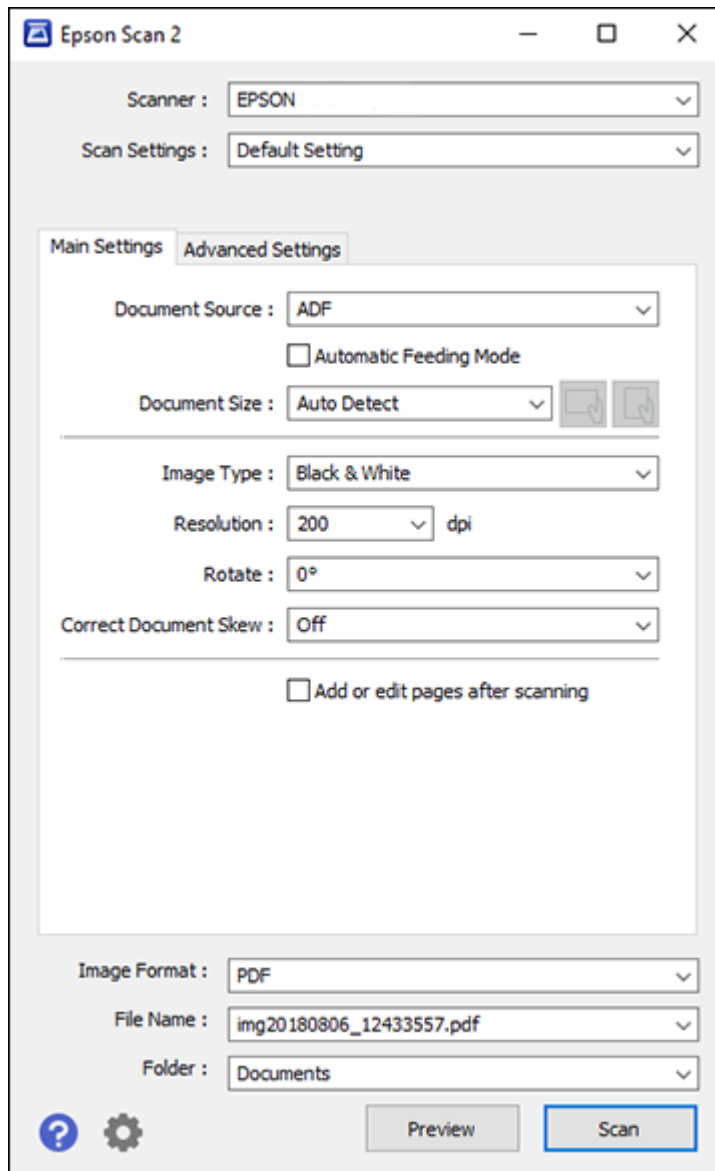 Epson Scan 2
Scanner : EPSON
Scan Settings : Default Setting
Main Settings Advanced Settings
Document Source : ADF
Automatic Feeding Mode
Document Size : Auto Detect
Image Type : Black & White
Resolution : 200 dpi
Rotate : 0°
Correct Document Skew : Off
Add or edit pages after scanning
Image Format : PDF
File Name : img20180806_12433557.pdf
Folder : Documents
? Preview Scan